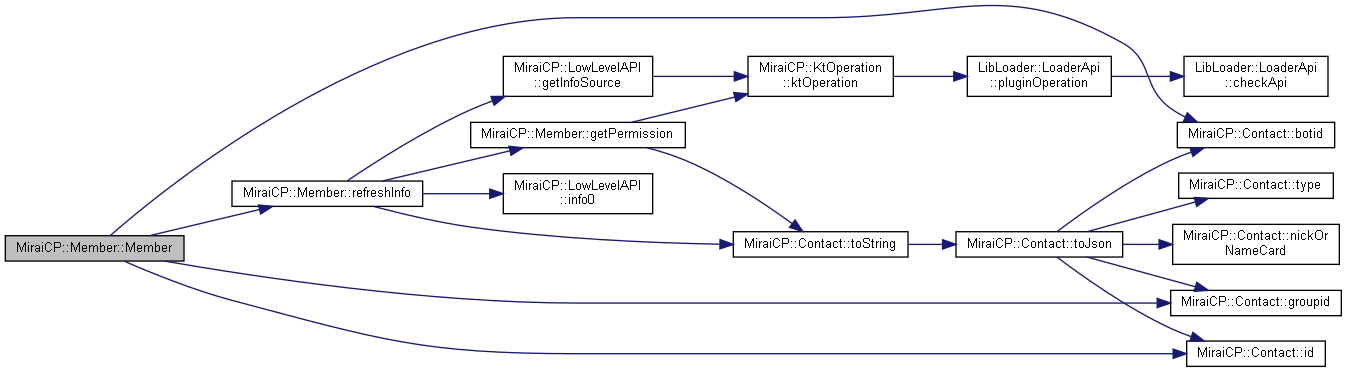 MiraiCP::Member::Member
MiraiCP::Member::refreshInfo
MiraiCP::LowLevelAPI
::getInfoSource
MiraiCP::Member::getPermission
MiraiCP::LowLevelAPI
::info0
MiraiCP::KtOperation
::ktOperation
MiraiCP::Contact::toString
LibLoader::LoaderApi
::pluginOperation
MiraiCP::Contact::toJson
LibLoader::LoaderApi
::checkApi
MiraiCP::Contact::botid
MiraiCP::Contact::type
MiraiCP::Contact::nickOr
NameCard
MiraiCP::Contact::groupid
MiraiCP::Contact::id